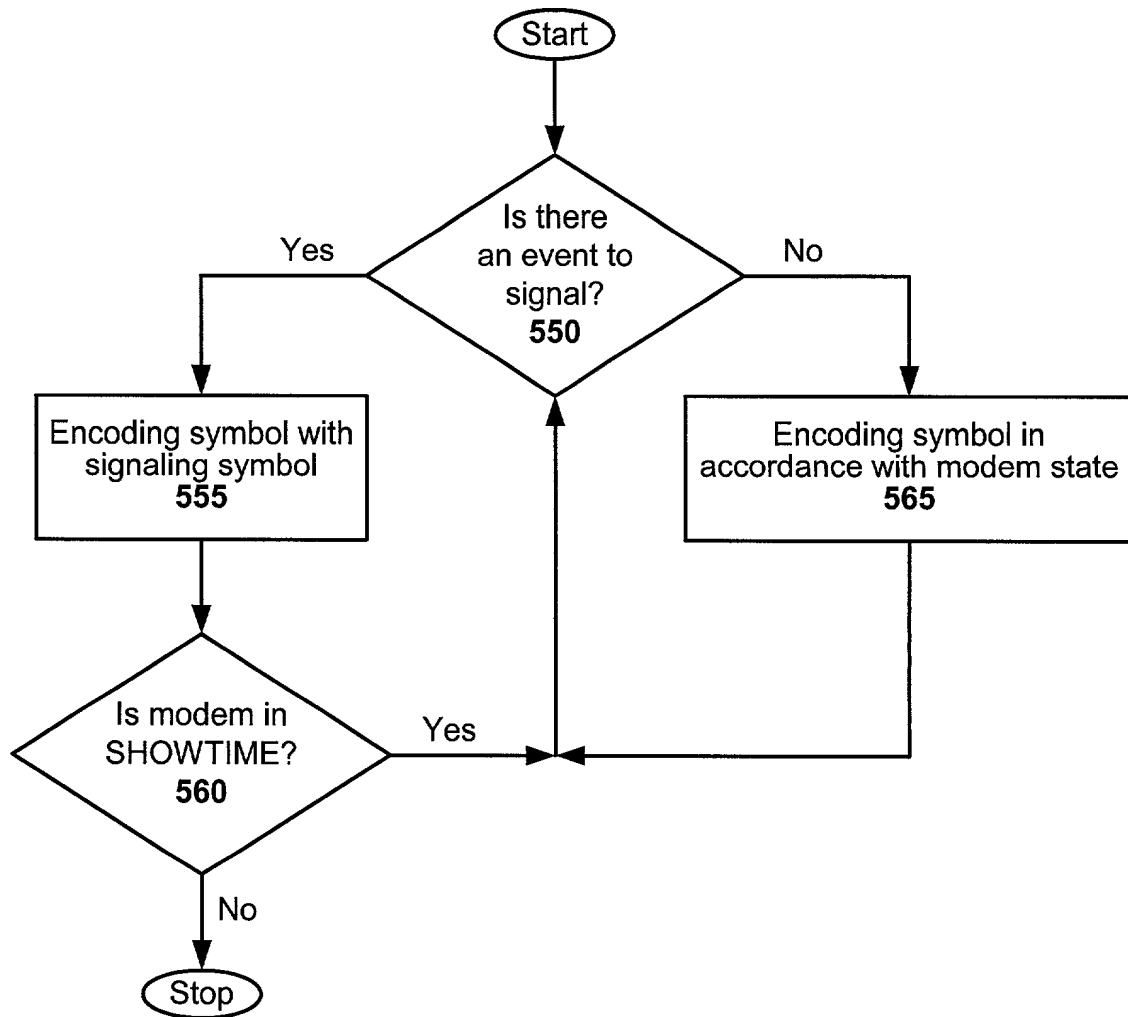 Start
Is there
an event to
signal?
550
Yes
No
Encoding symbol with
signaling symbol
555
Encoding symbol in
accordance with modem state
565
Is modem in
SHOWTIME?
560
Yes
No
Stop